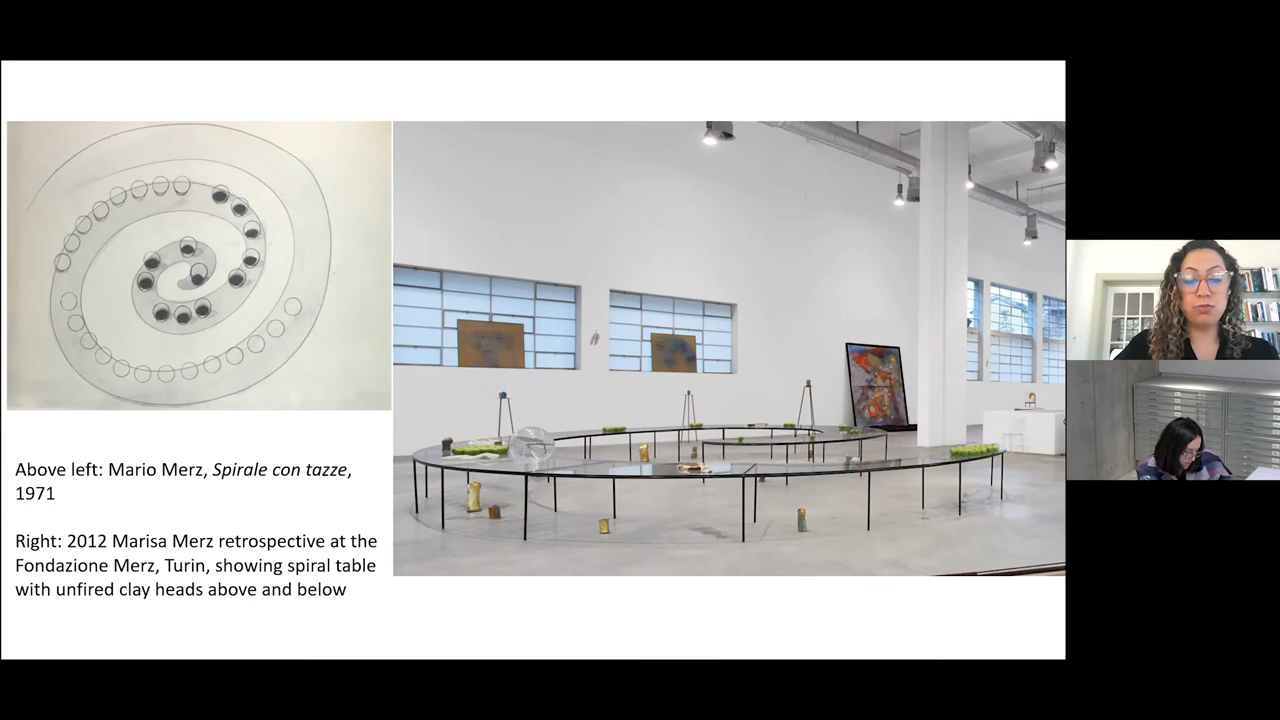 Above left: Mario Merz, Spirale con tazze,
1971
Right: 2012 Marisa Merz retrospective at the
Fondazione Merz, Turin, showing spiral table
with unfired clay heads above and below